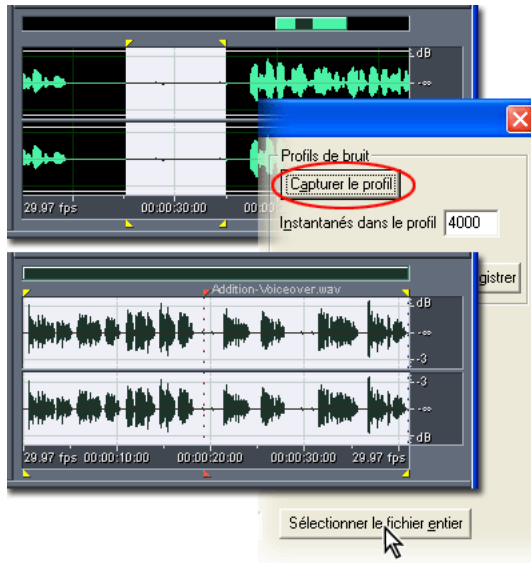 dB
-∞
29.97 fps 00:00:30:00 00:0
Profils de bruit
Capturer le profil
Instantanés dans le profil 4000
gistrer
Addition-Voiceover.wav
dB
-∞
-3
-3
-∞
dB
29.97 fps 00:00:10:00 00:00:20:00 00:00:30:00 29.97 fps
Sélectionner le fichier entier